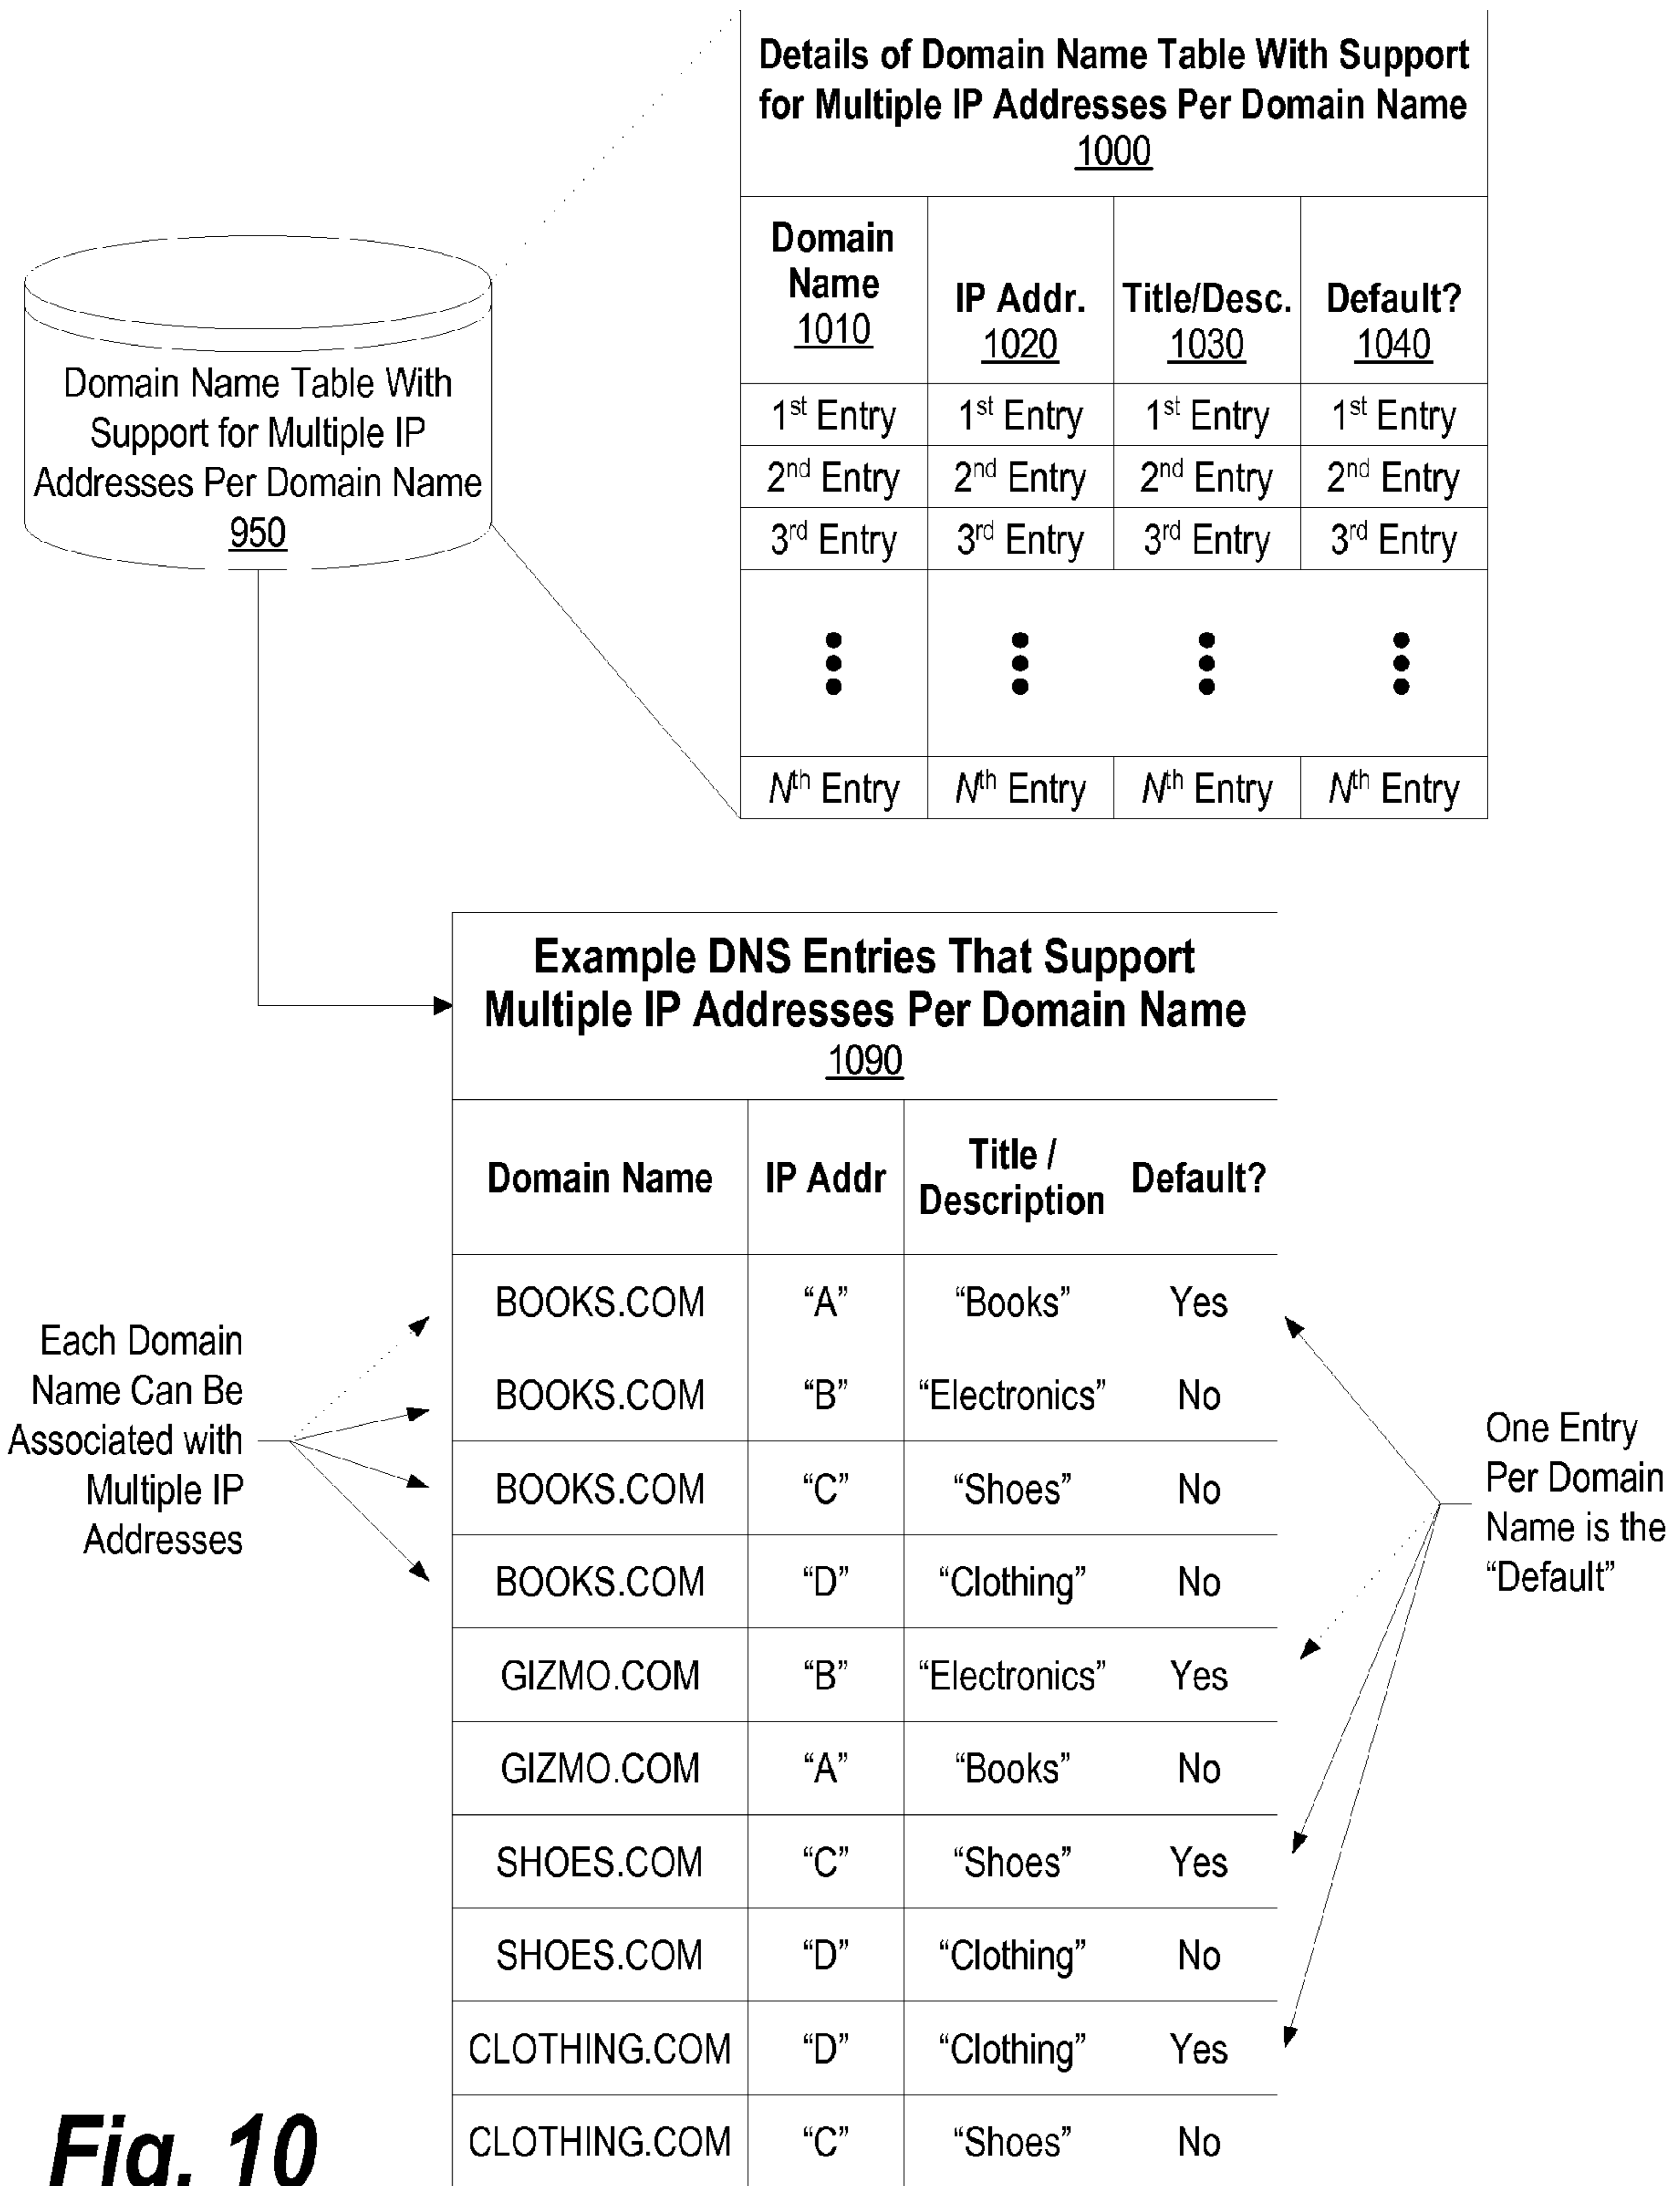 Details of Domain Name Table With Support
for Multiple IP Addresses Per Domain Name
1000
Domain Name 1010 IP Addr. 1020 Title/Desc. 1030 Default? 1040
1st Entry 1st Entry 1st Entry 1st Entry
2nd Entry 2nd Entry 2nd Entry 2nd Entry
3rd Entry 3rd Entry 3rd Entry 3rd Entry
Nth Entry Nth Entry Nth Entry Nth Entry
Domain Name Table With
Support for Multiple IP
Addresses Per Domain Name
950
Example DNS Entries That Support
Multiple IP Addresses Per Domain Name
1090
Domain Name IP Addr Title / Description Default?
BOOKS.COM “A” “Books” Yes
BOOKS.COM “B” “Electronics” No
BOOKS.COM “C” “Shoes” No
BOOKS.COM “D” “Clothing” No
GIZMO.COM “B” “Electronics” Yes
GIZMO.COM “A” “Books” No
SHOES.COM “C” “Shoes” Yes
SHOES.COM “D” “Clothing” No
CLOTHING.COM “D” “Clothing” Yes
CLOTHING.COM “C” “Shoes” No
Each Domain
Name Can Be
Associated with
Multiple IP
Addresses
One Entry
Per Domain
Name is the
“Default”
Fig. 10